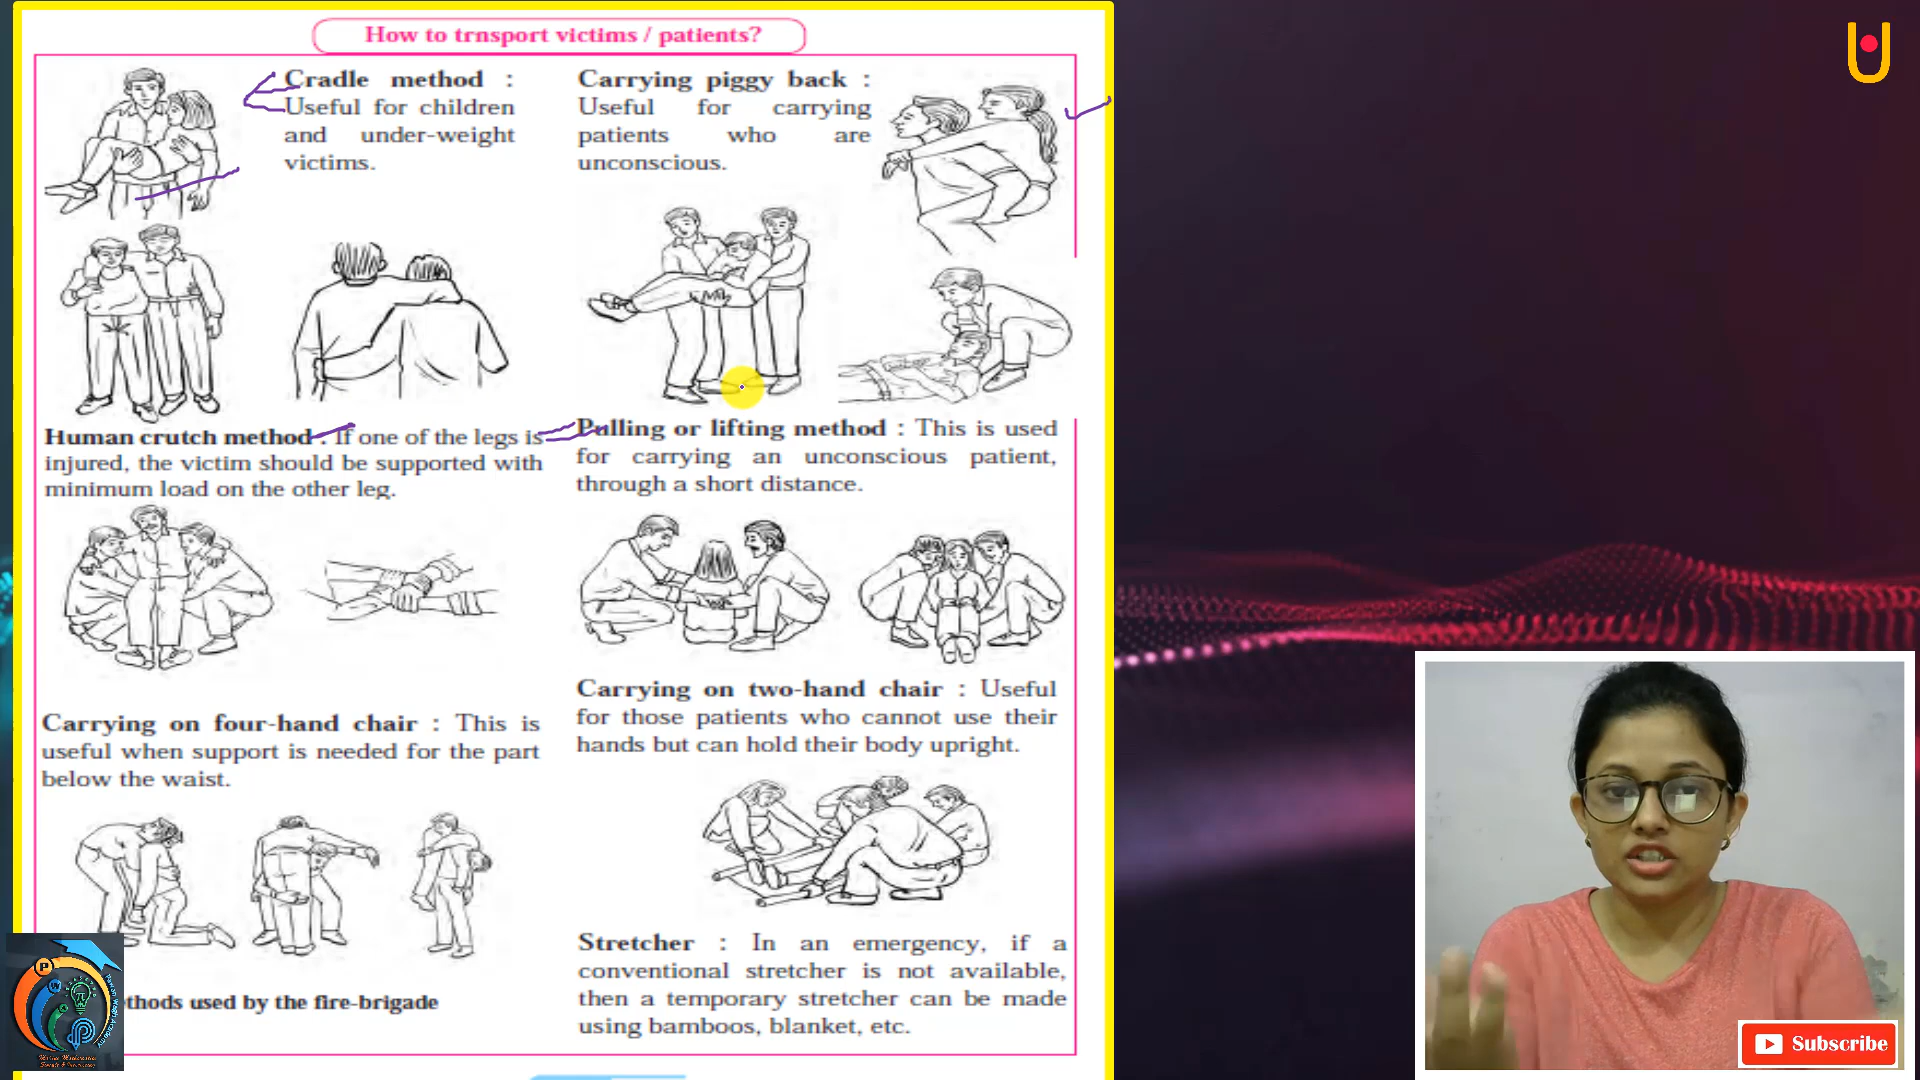 How to trnsport victims / patients?
Cradle method :
Useful for children
and under-weight
victims.
Carrying piggy back :
Useful for carrying
patients who are
unconscious.
Human crutch method : If one of the legs is
injured, the victim should be supported with
minimum load on the other leg.
Pulling or lifting method : This is used
for carrying an unconscious patient,
through a short distance.
Carrying on four-hand chair : This is
useful when support is needed for the part
below the waist.
Carrying on two-hand chair : Useful
for those patients who cannot use their
hands but can hold their body upright.
thods used by the fire-brigade
Stretcher : In an emergency, if a
conventional stretcher is not available,
then a temporary stretcher can be made
using bamboos, blanket, etc.
Subscribe